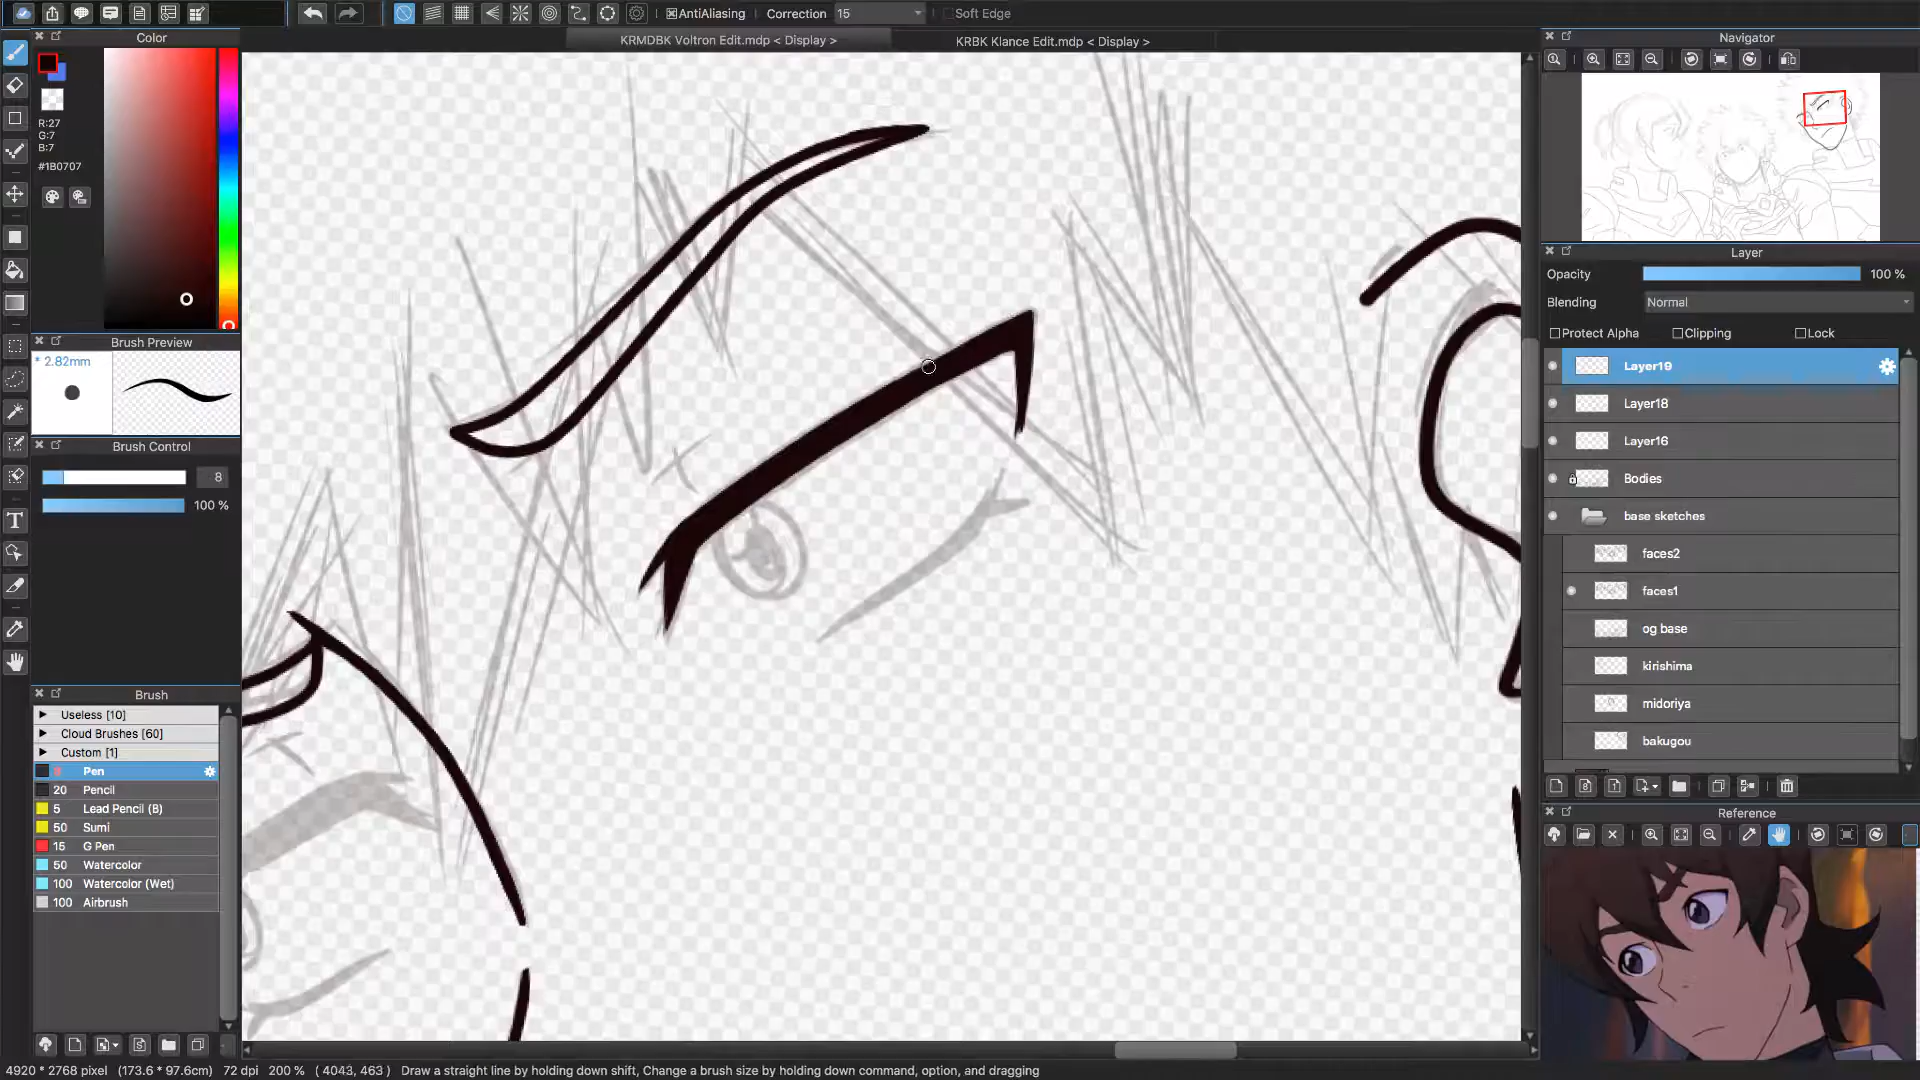 AntiAliasing
Correction
15
Soft Edge
Color
KRMDBK Voltron Edit.mdp < Display >
KRBK Klance Edit.mdp < Display >
Navigator
R:27
G:7
B:7
#1B0707
Layer
Opacity
100 %
Blending
Normal
Protect Alpha
Clipping
Lock
Brush Preview
* 2.82mm
Brush Control
8
100 %
Layer19
Layer18
Layer16
Bodies
base sketches
faces2
faces1
og base
kirishima
midoriya
bakugou
Brush
Useless [10]
Cloud Brushes [60]
Custom [1]
Pen
20 Pencil
5 Lead Pencil (B)
50 Sumi
15 G Pen
50 Watercolor
100 Watercolor (Wet)
100 Airbrush
Reference
4920 * 2768 pixel (173.6 * 97.6cm) 72 dpi 200 % ( 4043, 463 ) Draw a straight line by holding down shift, Change a brush size by holding down command, option, and dragging